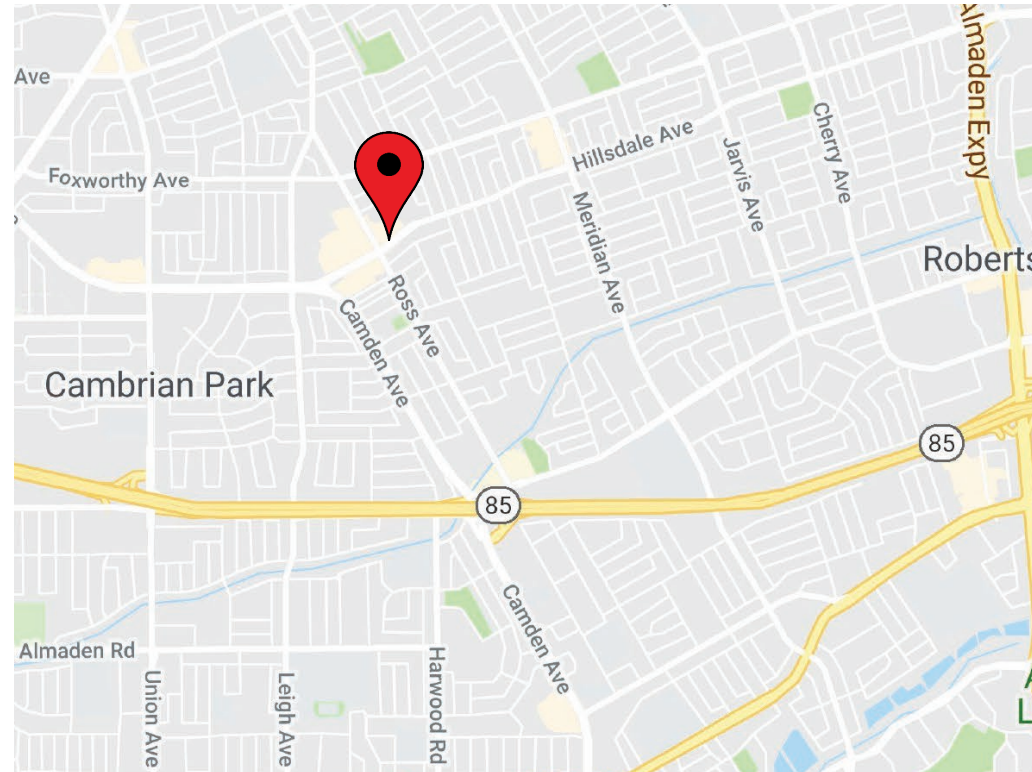 Almaden Expy
Ave
Cherry Ave
Hillsdale Ave
Jarvis Ave
Foxworthy Ave
Meridian Ave
Roberts
Ross Ave
Camden Ave
Cambrian Park
85
85
Camden Ave
Almaden Rd
Harwood Rd
Union Ave
Leigh Ave
A
L